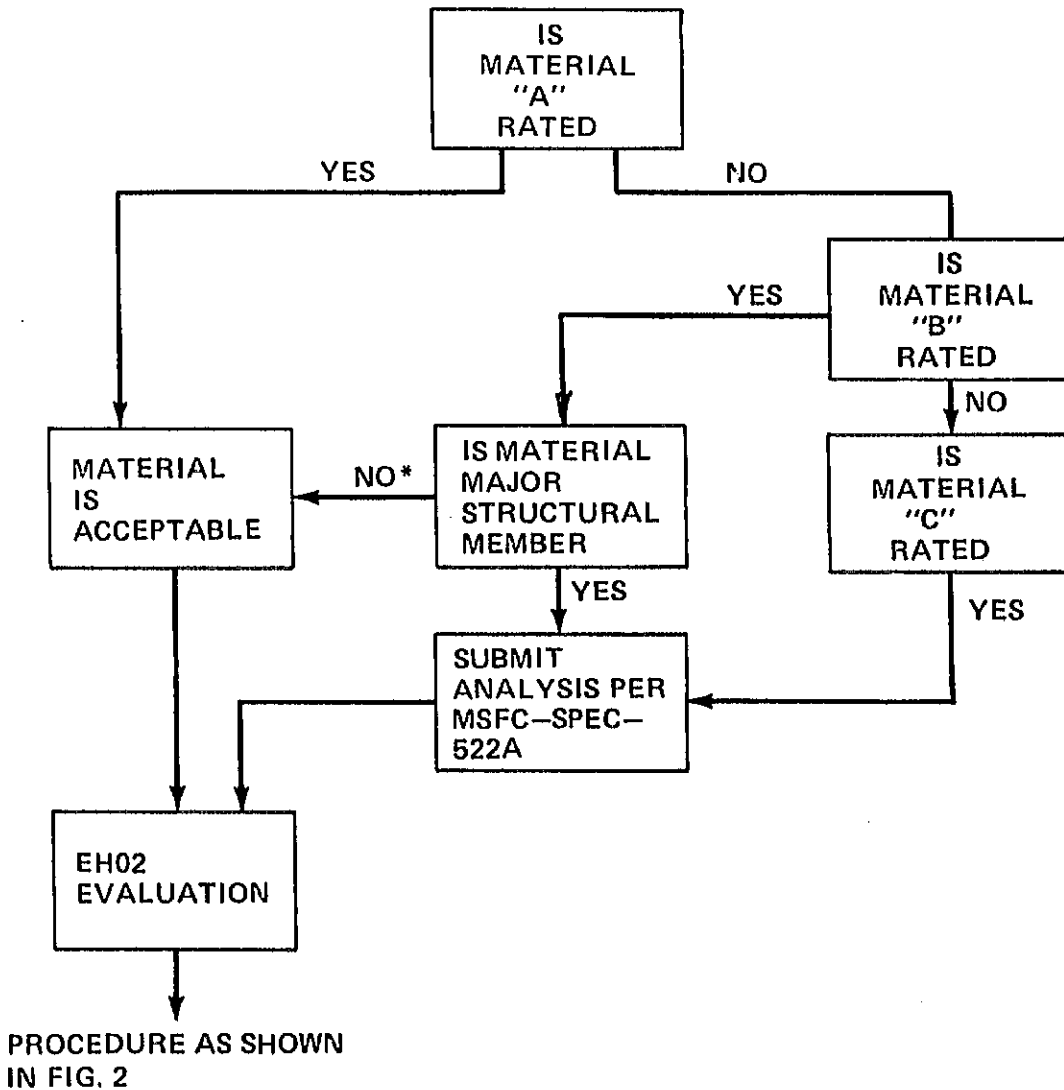 IS
MATERIAL
"A"
RATED
YES
NO
IS
MATERIAL
"B"
RATED
YES
NO
MATERIAL
IS
ACCEPTABLE
NO*
IS MATERIAL
MAJOR
STRUCTURAL
MEMBER
IS
MATERIAL
"C"
RATED
YES
YES
SUBMIT
ANALYSIS PER
MSFC–SPEC–
522A
EH02
EVALUATION
PROCEDURE AS SHOWN
IN FIG. 2